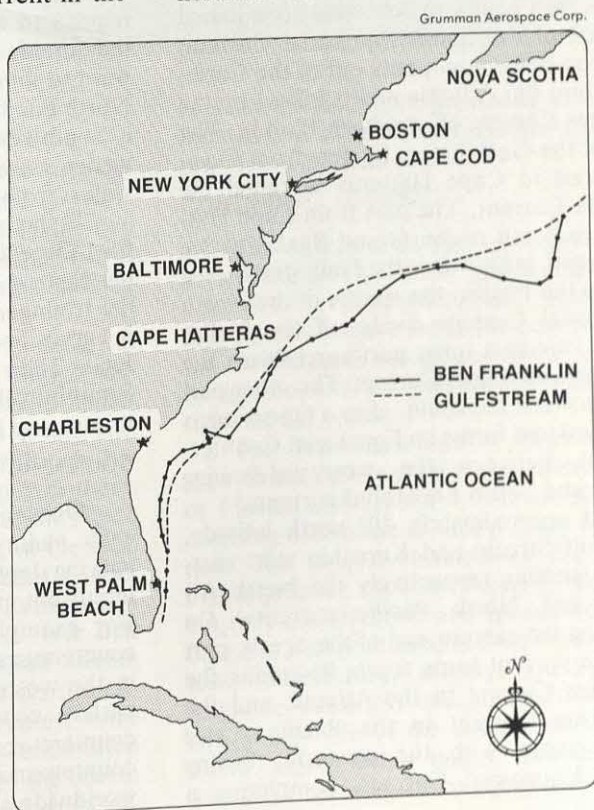 Grumman Aerospace Corp.
NOVA SCOTIA
BOSTON
CAPE COD
NEW YORK CITY
BALTIMORE
CAPE HATTERAS
BEN FRANKLIN
GULFSTREAM
CHARLESTON
ATLANTIC OCEAN
WEST PALM
BEACH
N